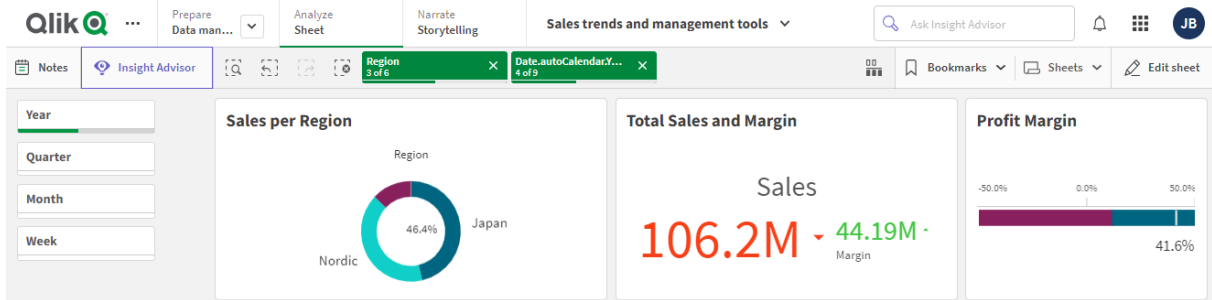 Qlik
...
Prepare
Data man...
Analyze
Sheet
Narrate
Storytelling
Sales trends and management tools
Ask Insight Advisor
JB
Notes
Insight Advisor
Region
3 of 6
Date.autoCalendar.Y...
4 of 9
Bookmarks
Sheets
Edit sheet
Year
Quarter
Month
Week
Sales per Region
Region
46.4%
Japan
Nordic
Total Sales and Margin
Sales
106.2M
44.19M
Margin
Profit Margin
-50.0% 0.0% 50.0%
41.6%